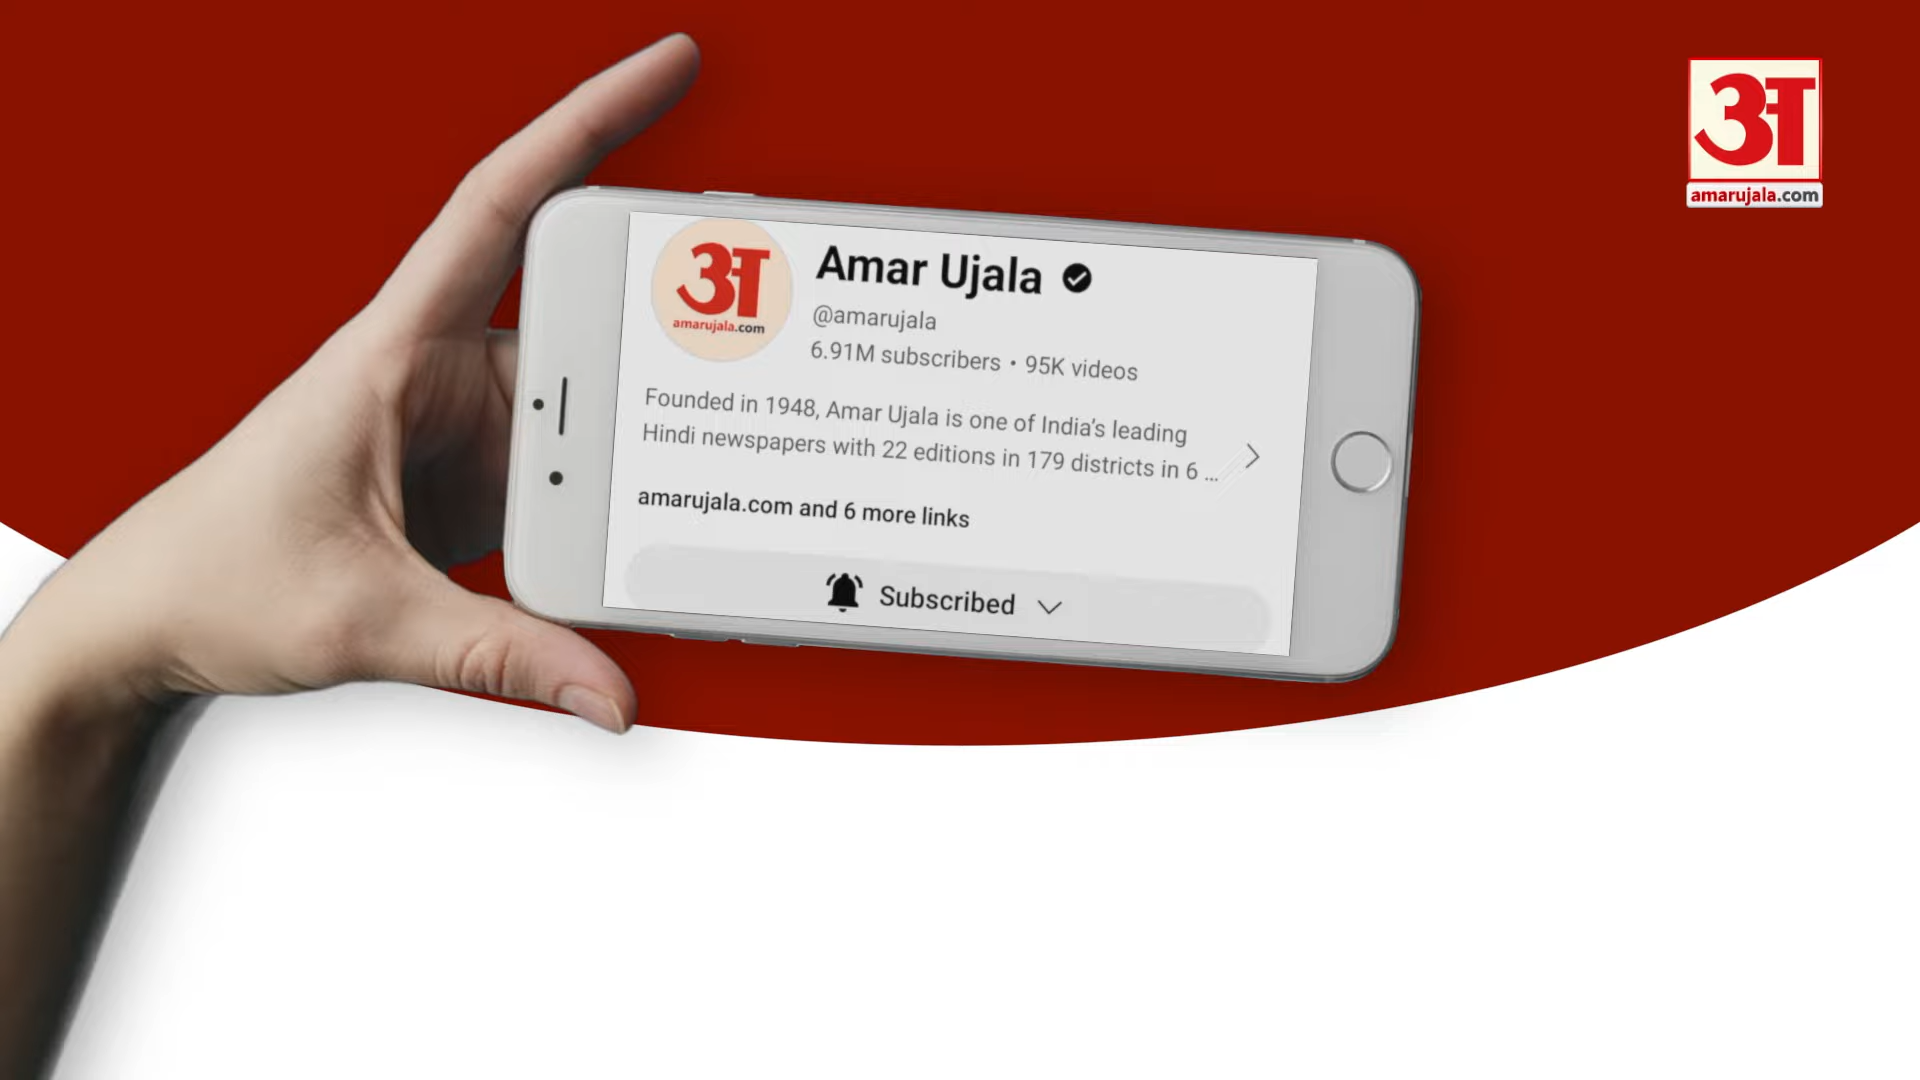 अ
amarujala.com
अ
amarujala.com
Amar Ujala
@amarujala
6.91M subscribers • 95K videos
Founded in 1948, Amar Ujala is one of India’s leading
Hindi newspapers with 22 editions in 179 districts in 6 ...
amarujala.com and 6 more links
Subscribed